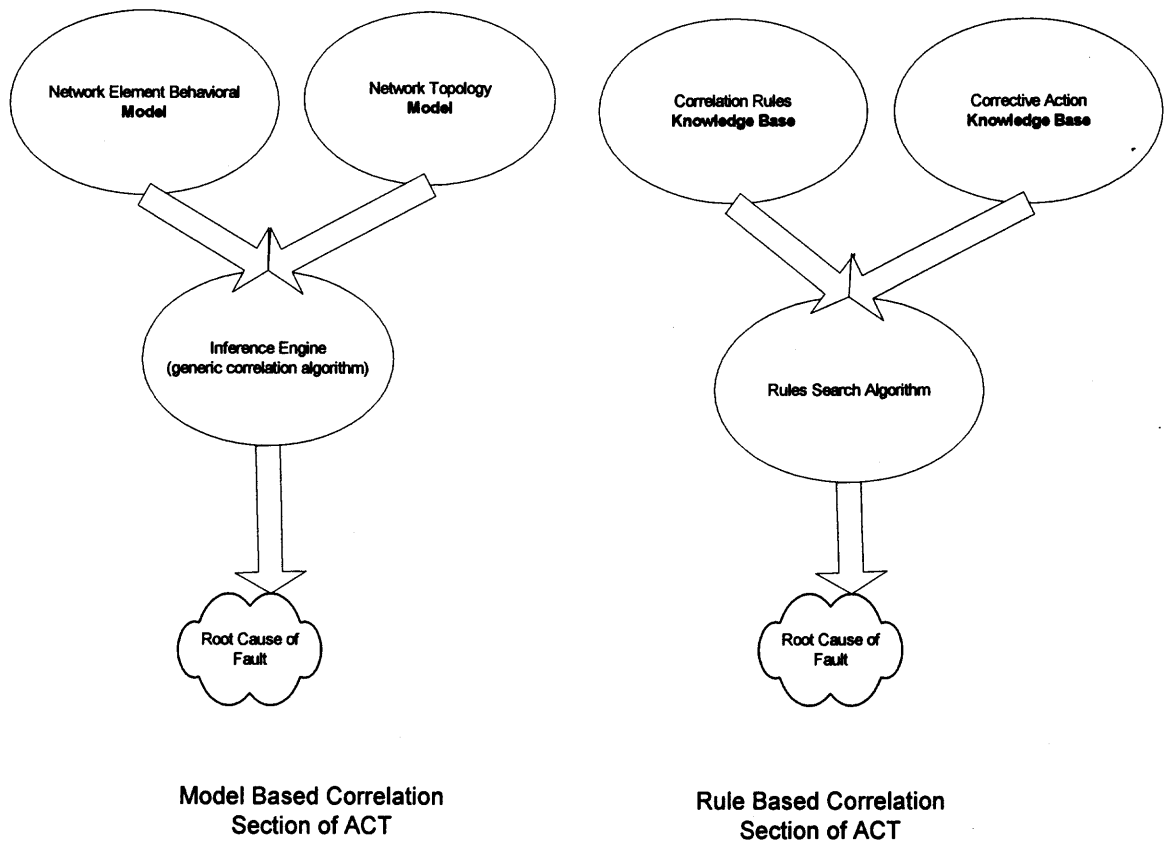 Network Element Behavioral
Model
Network Topology
Model
Inference Engine
(generic correlation algorithm)
Root Cause of
Fault
Model Based Correlation
Section of ACT
Correlation Rules
Knowledge Base
Corrective Action
Knowledge Base
Rules Search Algorithm
Root Cause of
Fault
Rule Based Correlation
Section of ACT